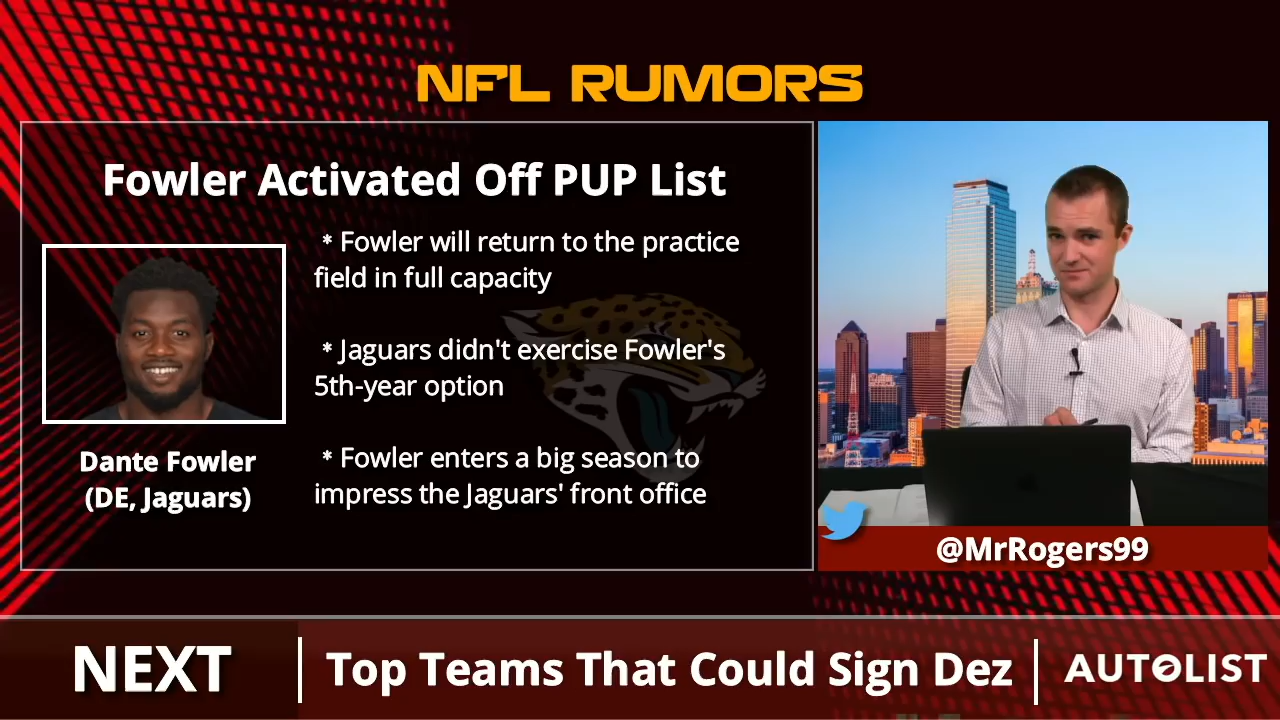 NFL RUMORS
Fowler Activated Off PUP List
* Fowler will return to the practice
field in full capacity
* Jaguars didn't exercise Fowler's
5th-year option
* Fowler enters a big season to
impress the Jaguars' front office
Dante Fowler
(DE, Jaguars)
@MrRogers99
NEXT
Top Teams That Could Sign Dez
AUTOLIST